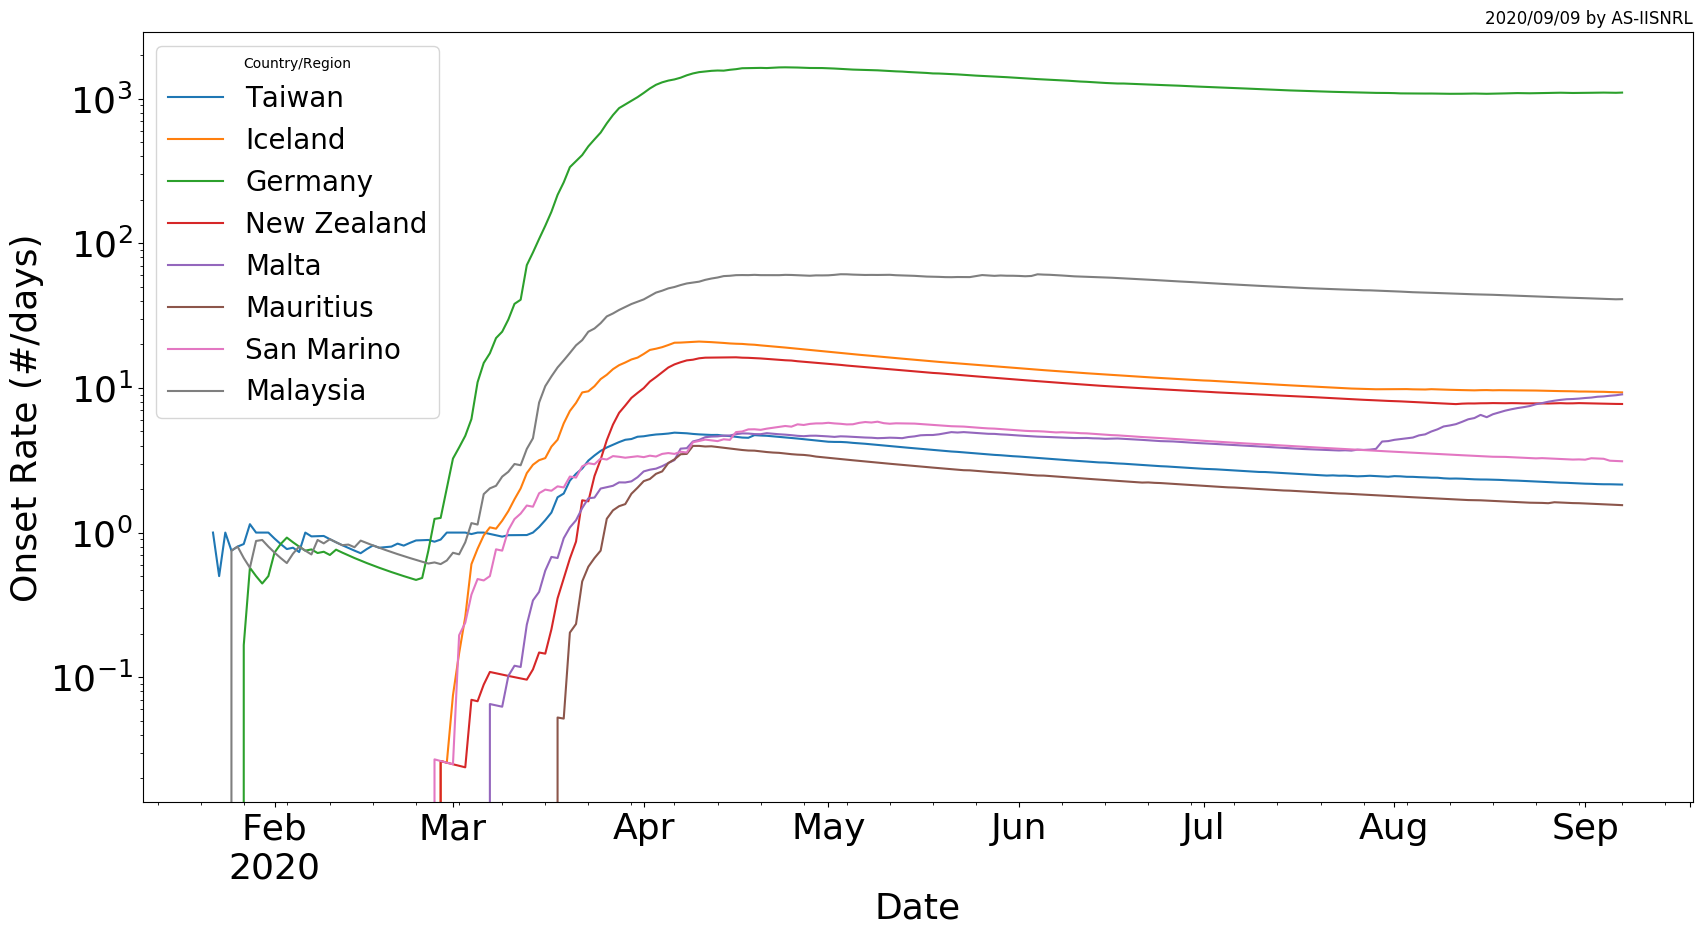 2020/09/09 by AS-IISNRL
Country/Region
Taiwan
Iceland
Germany
New Zealand
Malta
Mauritius
San Marino
Malaysia
10³
10²
10¹
10⁰
10⁻¹
Onset Rate (#/days)
Feb Mar Apr May Jun Jul Aug Sep
2020
Date